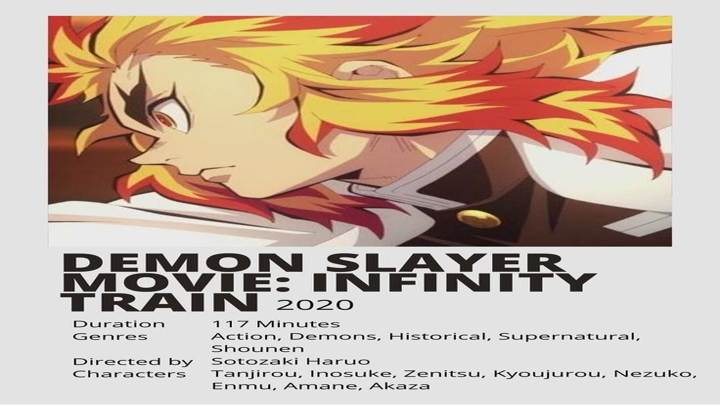 DEMON SLAYER
MOVIE: INFINITY
TRAIN 2020
Duration 117 Minutes
Genres Action, Demons, Historical, Supernatural,
Shounen
Directed by Sotozaki Haruo
Characters Tanjirou, Inosuke, Zenitsu, Kyoujurou, Nezuko,
Enmu, Amane, Akaza